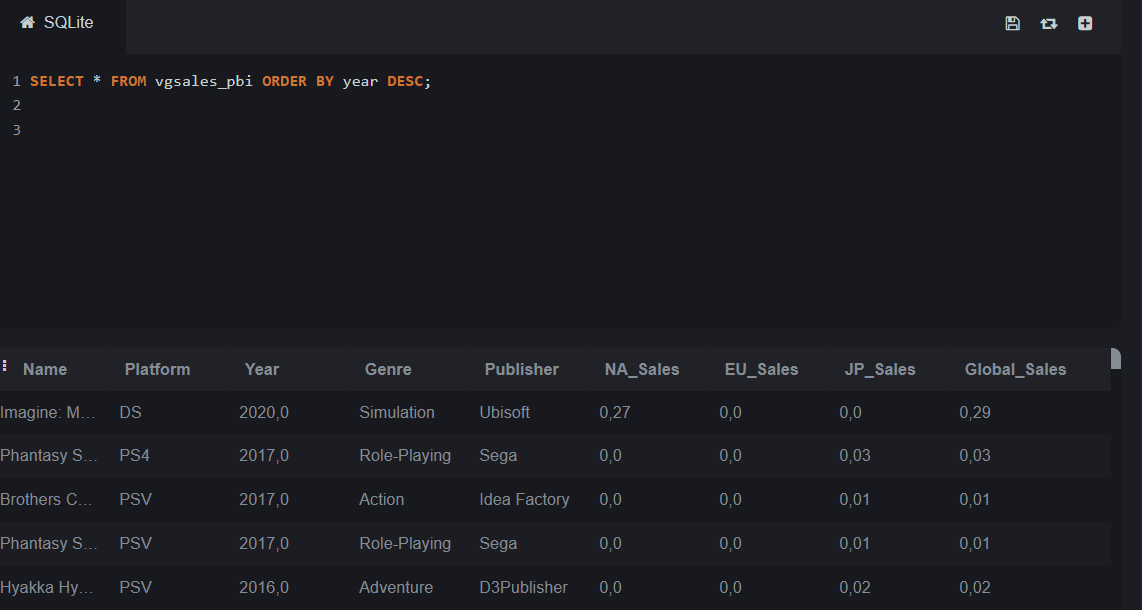 SQLite
1 SELECT * FROM vgsales_pbi ORDER BY year DESC;
2
3
Name Platform Year Genre Publisher NA_Sales EU_Sales JP_Sales Global_Sales
Imagine: M... DS 2020,0 Simulation Ubisoft 0,27 0,0 0,0 0,29
Phantasy S... PS4 2017,0 Role-Playing Sega 0,0 0,0 0,03 0,03
Brothers C... PSV 2017,0 Action Idea Factory 0,0 0,0 0,01 0,01
Phantasy S... PSV 2017,0 Role-Playing Sega 0,0 0,0 0,01 0,01
Hyakka Hy... PSV 2016,0 Adventure D3Publisher 0,0 0,0 0,02 0,02